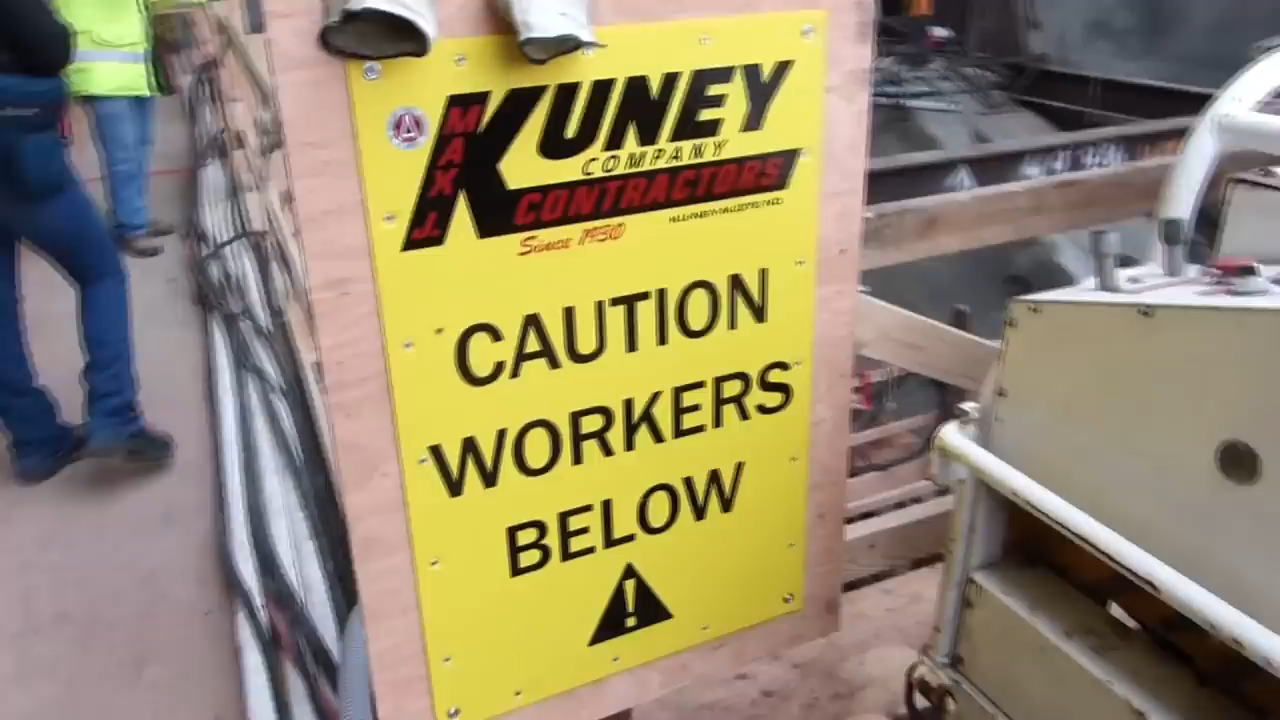 MAX J.
KUNEY
COMPANY
CONTRACTORS
Since 1930
CAUTION
WORKERS
BELOW
!